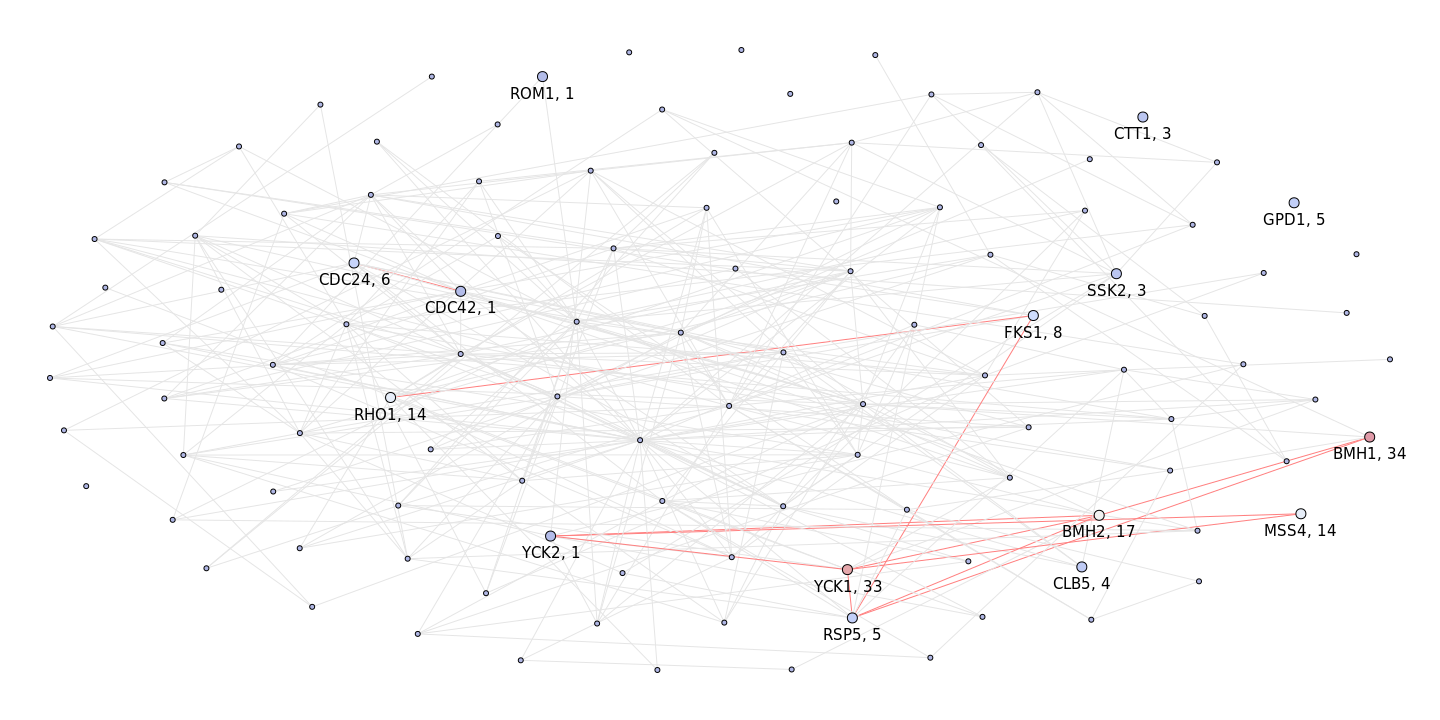 ROM1, 1
CTT1, 3
GPD1, 5
CDC24, 6
SSK2, 3
CDC42, 1
FKS1, 8
RHO1, 14
BMH1, 34
BMH2, 17
MSS4, 14
YCK2, 1
YCK1, 33
CLB5, 4
RSP5, 5